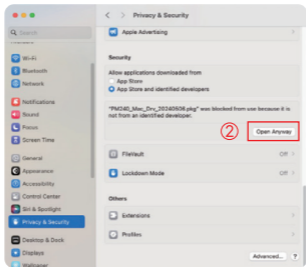 Privacy & Security
Search
Apple Advertising
Wi-Fi
Bluetooth
Network
Notifications
Sound
Focus
Screen Time
General
Appearance
Accessibility
Control Center
Siri & Spotlight
Privacy & Security
Desktop & Dock
Displays
Wallpaper
Security
Allow applications downloaded from
App Store
App Store and identified developers
"PM240_Mac_Drv_20240506.pkg" was blocked from use because it is
not from an identified developer.
②
Open Anyway
FileVault
Off
Lockdown Mode
Off
Others
Extensions
Profiles
Advanced...
?